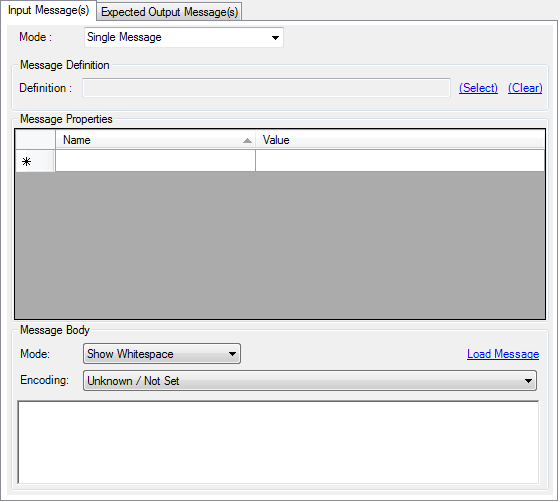 Input Message(s) Expected Output Message(s)
Mode : Single Message
Message Definition
Definition : (Select) (Clear)
Message Properties
Name Value
Message Body
Mode: Show Whitespace Load Message
Encoding: Unknown / Not Set